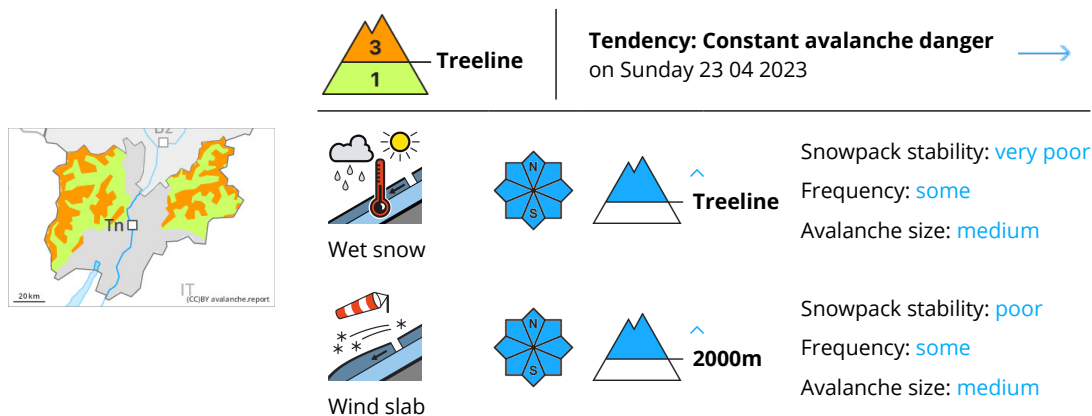 3
1
Treeline
Tendency: Constant avalanche danger
on Sunday 23 04 2023
Tn
20 km
IT
(CC)BY avalanche.report
Wet snow
N
S
Treeline
Snowpack stability: very poor
Frequency: some
Avalanche size: medium
Wind slab
N
S
2000m
Snowpack stability: poor
Frequency: some
Avalanche size: medium